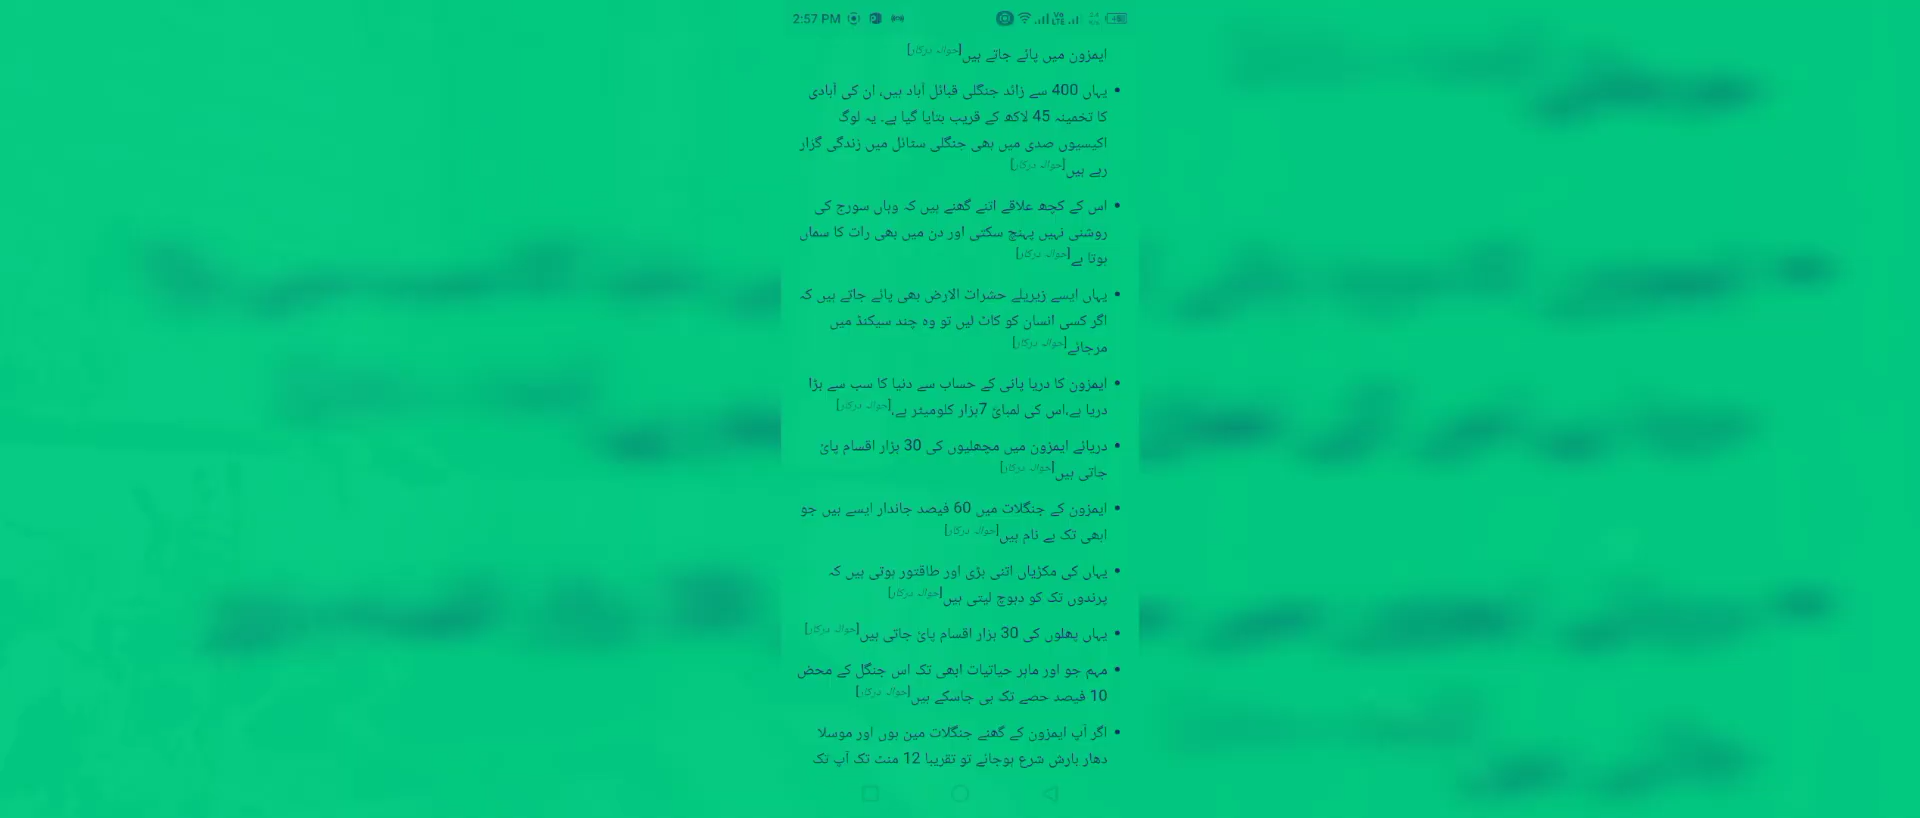 2:57 PM
ایمزون میں پائے جاتے ہیں[حوالہ درکار]
• یہاں 400 سے زائد جنگلی قبائل آباد ہیں، ان کی آبادی
کا تخمینہ 45 لاکھ کے قریب بتایا گیا ہے۔ یہ لوگ
اکیسیوں صدی میں بھی جنگلی سٹائل میں زندگی گزار
رہے ہیں[حوالہ درکار]
• اس کے کچھ علاقے اتنے گھنے ہیں کہ وہاں سورج کی
روشنی نہیں پہنچ سکتی اور دن میں بھی رات کا سماں
ہوتا ہے[حوالہ درکار]
• یہاں ایسے زہریلے حشرات الارض بھی پائے جاتے ہیں کہ
اگر کسی انسان کو کاٹ لیں تو وہ چند سیکنڈ میں
مرجائے[حوالہ درکار]
• ایمزون کا دریا پانی کے حساب سے دنیا کا سب سے بڑا
دریا ہے،اس کی لمبائ 7ہزار کلومیٹر ہے،[حوالہ درکار]
• دریائے ایمزون میں مچھلیوں کی 30 ہزار اقسام پائ
جاتی ہیں[حوالہ درکار]
• ایمزون کے جنگلات میں 60 فیصد جاندار ایسے ہیں جو
ابھی تک بے نام ہیں[حوالہ درکار]
• یہاں کی مکڑیاں اتنی بڑی اور طاقتور ہوتی ہیں کہ
پرندوں تک کو دبوچ لیتی ہیں[حوالہ درکار]
• یہاں پھلوں کی 30 ہزار اقسام پائ جاتی ہیں[حوالہ درکار]
• مہم جو اور ماہر حیاتیات ابھی تک اس جنگل کے محض
10 فیصد حصے تک ہی جاسکے ہیں[حوالہ درکار]
• اگر آپ ایمزون کے گھنے جنگلات مین ہوں اور موسلا
دھار بارش شرع ہوجائے تو تقریبا 12 منٹ تک آپ تک